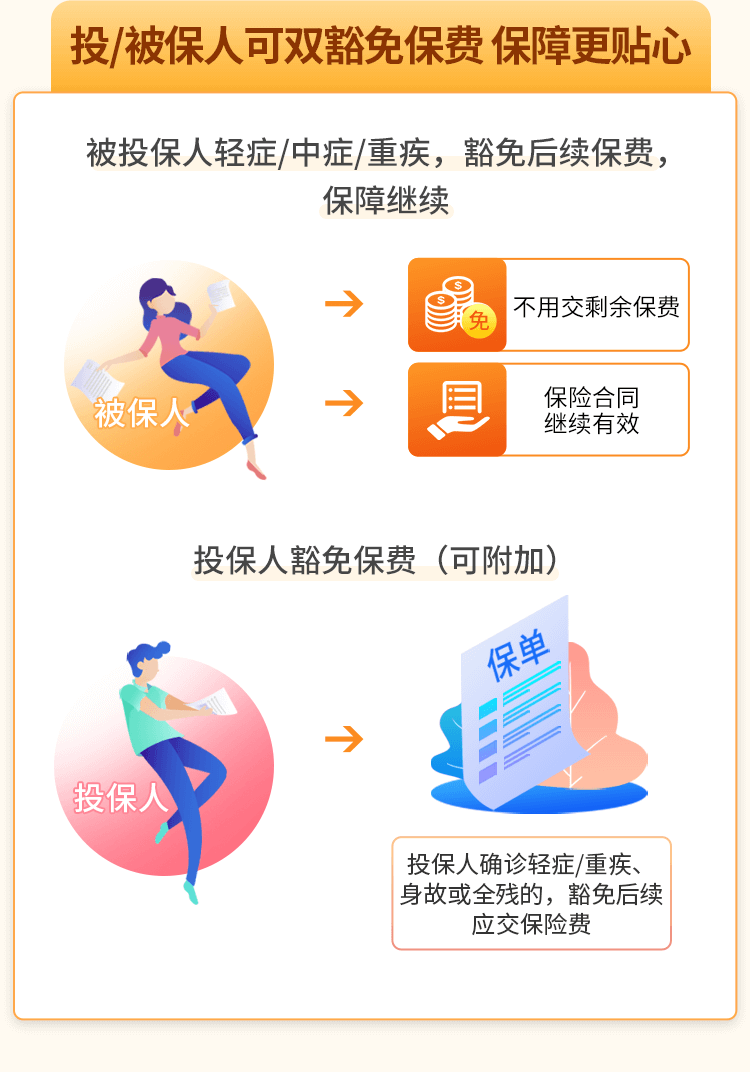 投/被保人可双豁免保费 保障更贴心
被投保人轻症/中症/重疾，豁免后续保费，
保障继续
被保人
免
不用交剩余保费
保险合同
继续有效
投保人豁免保费（可附加）
投保人
保单
投保人确诊轻症/重疾、
身故或全残的，豁免后续
应交保险费